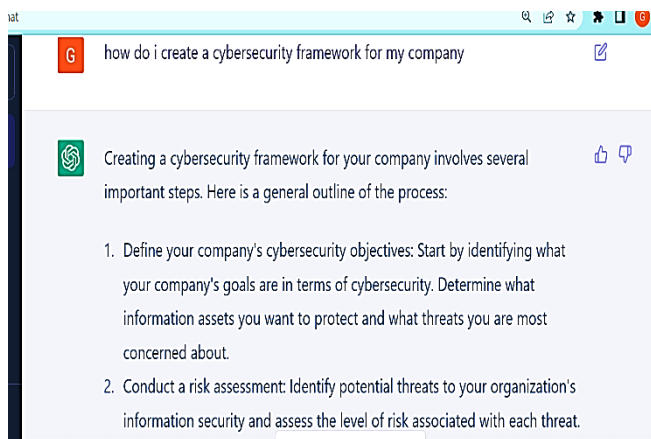 nat
G
G
how do i create a cybersecurity framework for my company
Creating a cybersecurity framework for your company involves several
important steps. Here is a general outline of the process:
1. Define your company's cybersecurity objectives: Start by identifying what
your company's goals are in terms of cybersecurity. Determine what
information assets you want to protect and what threats you are most
concerned about.
2. Conduct a risk assessment: Identify potential threats to your organization's
information security and assess the level of risk associated with each threat.